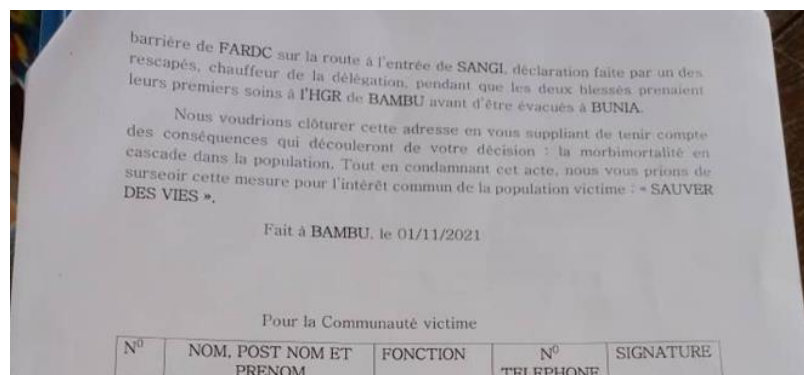 barrière de FARDC sur la route à l'entrée de SANGI, déclaration faite par un des
rescapés, chauffeur de la délégation, pendant que les deux blessés prenaient
leurs premiers soins à l'HGR de BAMBU avant d'être évacués à BUNIA.
Nous voudrions clôturer cette adresse en vous suppliant de tenir compte
des conséquences qui découleront de votre décision : la morbimortalité en
cascade dans la population. Tout en condamnant cet acte, nous vous prions de
surseoir cette mesure pour l'intérêt commun de la population victime : « SAUVER
DES VIES ».
Fait à BAMBU, le 01/11/2021
Pour la Communauté victime
N⁰ NOM, POST NOM ET FONCTION N⁰ SIGNATURE
PRENOM TELEPHONE